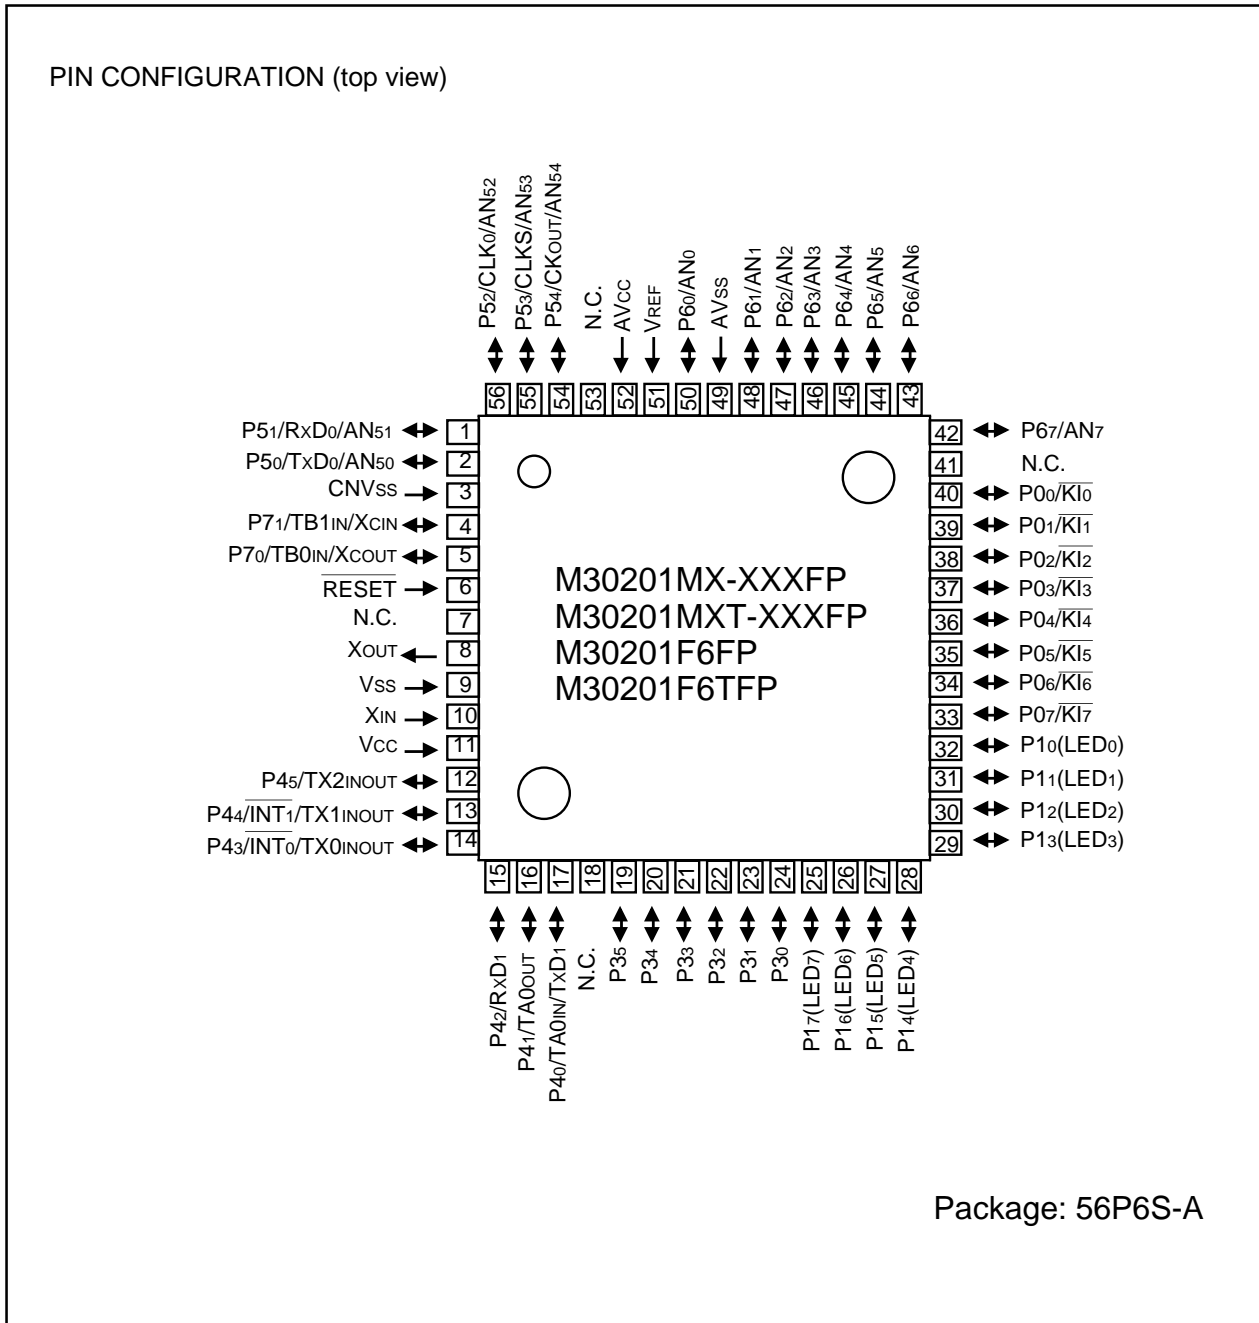 PIN CONFIGURATION (top view)
P52/CLK0/AN52
P53/CLKS/AN53
P54/CKOUT/AN54
N.C.
AVCC
VREF
P60/AN0
AVSS
P61/AN1
P62/AN2
P63/AN3
P64/AN4
P65/AN5
P66/AN6
56 55 54 53 52 51 50 49 48 47 46 45 44 43
P51/RXD0/AN51 1
P50/TXD0/AN50 2
CNVSS 3
P71/TB1IN/XCIN 4
P70/TB0IN/XCOUT 5
RESET 6
N.C. 7
XOUT 8
VSS 9
XIN 10
VCC 11
P45/TX2INOUT 12
P44/INT1/TX1INOUT 13
P43/INT0/TX0INOUT 14
M30201MX-XXXFP
M30201MXT-XXXFP
M30201F6FP
M30201F6TFP
42 P67/AN7
41 N.C.
40 P00/KI0
39 P01/KI1
38 P02/KI2
37 P03/KI3
36 P04/KI4
35 P05/KI5
34 P06/KI6
33 P07/KI7
32 P10(LED0)
31 P11(LED1)
30 P12(LED2)
29 P13(LED3)
15 16 17 18 19 20 21 22 23 24 25 26 27 28
P42/RXD1
P41/TA0OUT
P40/TA0IN/TXD1
N.C.
P35
P34
P33
P32
P31
P30
P17(LED7)
P16(LED6)
P15(LED5)
P14(LED4)
Package: 56P6S-A